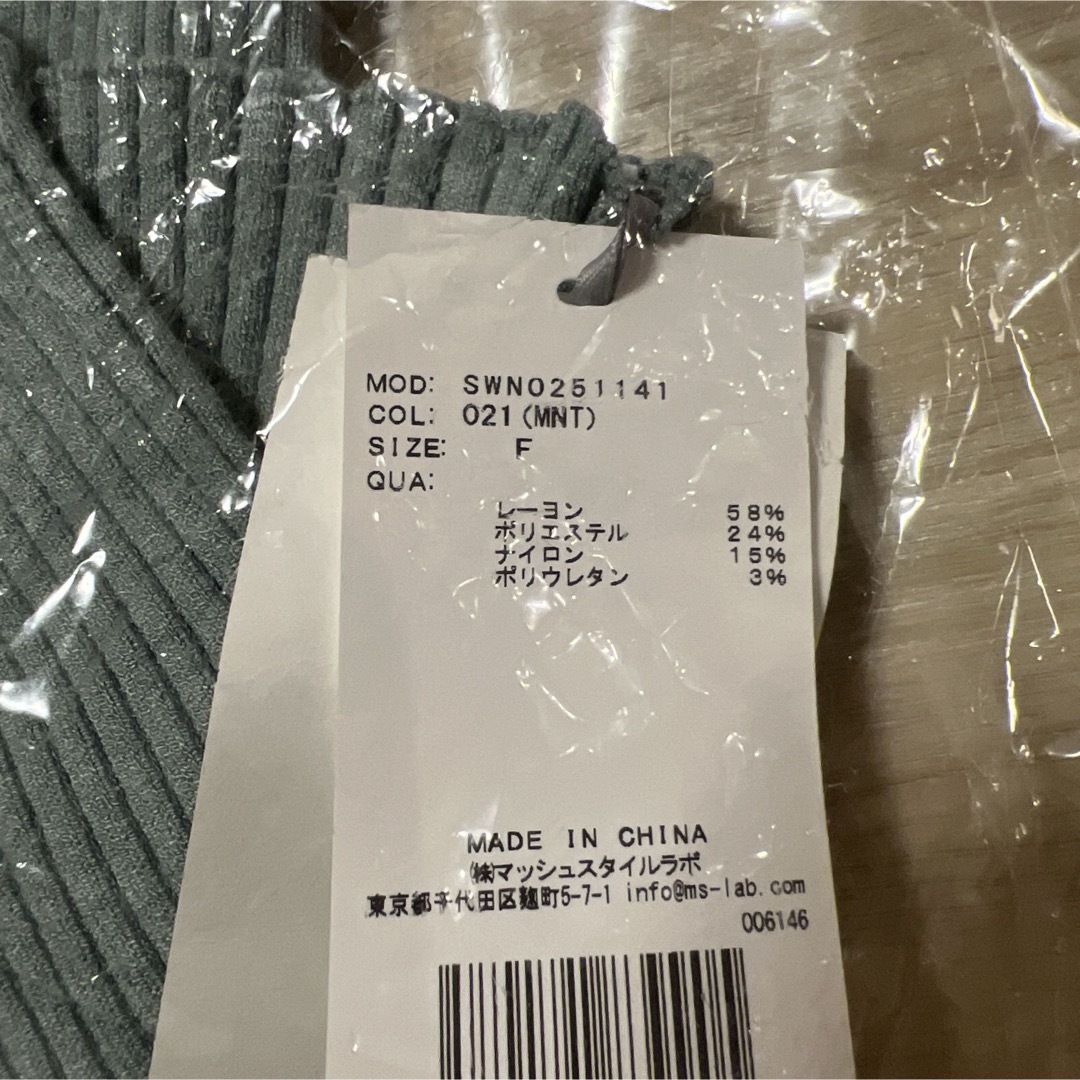 MOD: SWNO251141
COL: 021(MNT)
SIZE: F
QUA:
レーヨン 58%
ポリエステル 24%
ナイロン 15%
ポリウレタン 3%
MADE IN CHINA
㈱マッシュスタイルラボ
東京都千代田区麹町5-7-1 info@ms-lab.com
006146